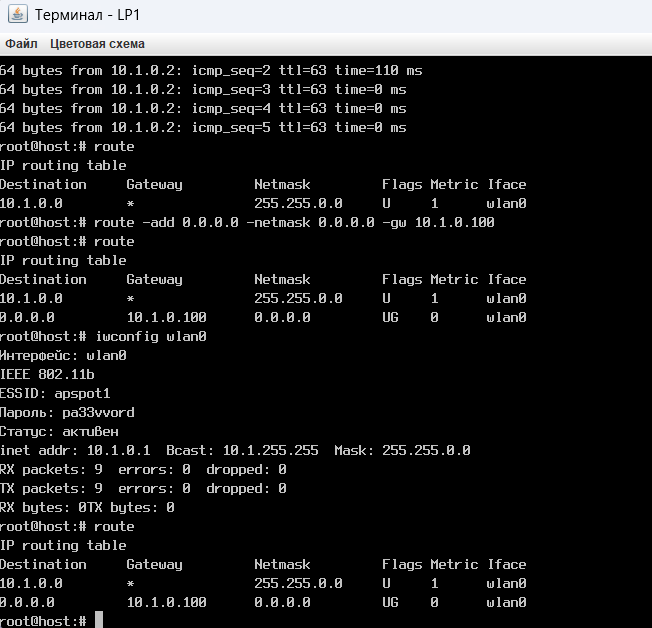 Терминал - LP1
Файл Цветовая схема
64 bytes from 10.1.0.2: icmp_seq=2 ttl=63 time=110 ms
64 bytes from 10.1.0.2: icmp_seq=3 ttl=63 time=0 ms
64 bytes from 10.1.0.2: icmp_seq=4 ttl=63 time=0 ms
64 bytes from 10.1.0.2: icmp_seq=5 ttl=63 time=0 ms
root@host:# route
IP routing table
Destination Gateway Netmask Flags Metric Iface
10.1.0.0 * 255.255.0.0 U 1 wlan0
root@host:# route -add 0.0.0.0 -netmask 0.0.0.0 -gw 10.1.0.100
root@host:# route
IP routing table
Destination Gateway Netmask Flags Metric Iface
10.1.0.0 * 255.255.0.0 U 1 wlan0
0.0.0.0 10.1.0.100 0.0.0.0 UG 0 wlan0
root@host:# iwconfig wlan0
Интерфейс: wlan0
IEEE 802.11b
ESSID: apspot1
Пароль: pa33vvord
Статус: активен
inet addr: 10.1.0.1 Bcast: 10.1.255.255 Mask: 255.255.0.0
RX packets: 9 errors: 0 dropped: 0
TX packets: 9 errors: 0 dropped: 0
RX bytes: 0TX bytes: 0
root@host:# route
IP routing table
Destination Gateway Netmask Flags Metric Iface
10.1.0.0 * 255.255.0.0 U 1 wlan0
0.0.0.0 10.1.0.100 0.0.0.0 UG 0 wlan0
root@host:#